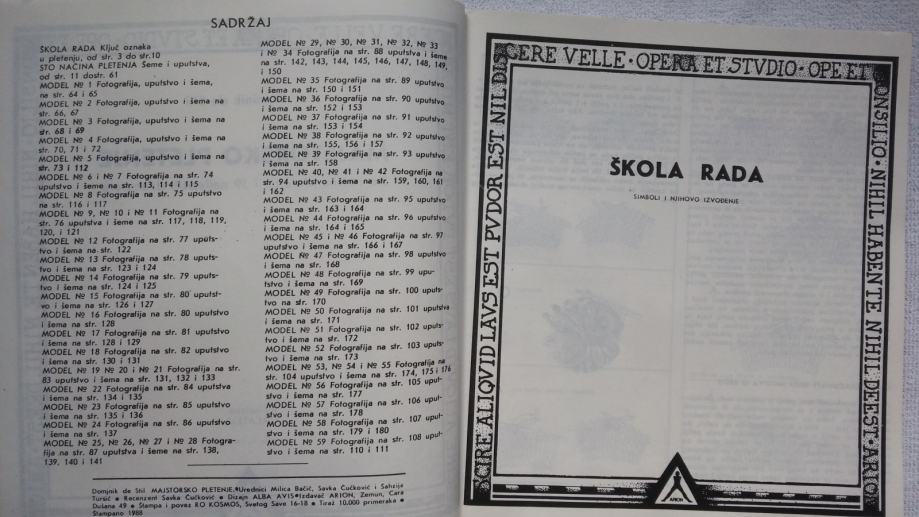 SADRŽAJ
ŠKOLA RADA Ključ oznaka
u pletenju, od str. 3 do str.10
STO NAČINA PLETENJA Šeme i uputstva,
od str. 11 dostr. 61
MODEL № 1 Fotografija, uputstvo i šema,
na str. 64 i 65
MODEL № 2 Fotografija, uputstvo i šema na
str. 66, 67
MODEL № 3 Fotografija, uputstvo i šema na
str. 68 i 69
MODEL № 4 Fotografija, uputstvo i šema na
str. 70, 71 i 72
MODEL № 5 Fotografija, uputstvo i šema na
str. 73 i 112
MODEL № 6 i № 7 Fotografija na str. 74
uputstvo i šeme na str. 113, 114 i 115
MODEL № 8 Fotografija na str. 75 uputstvo
na str. 116 i 117
MODEL № 9, № 10 i № 11 Fotografija na
str. 76 uputstva i šeme na str. 117, 118, 119,
120, i 121
MODEL № 12 Fotografija na str. 77 uputs-
tvo i šema na str. 122
MODEL № 13 Fotografija na str. 78 uputs-
tvo i šema na str. 123 i 124
MODEL № 14 Fotografija na str. 79 uputs-
tvo i šema na str. 124 i 125
MODEL № 15 Fotografija na str. 80 uputst-
vo i šema na str. 126 i 127
MODEL № 16 Fotografija na str. 80 uputstvo
i šema na str. 128
MODEL № 17 Fotografija na str. 81 uputstvo
i šema na str. 128 i 129
MODEL № 18 Fotografija na str. 82 uputstvo
i šema na str. 130 i 131
MODEL № 19 № 20 i № 21 Fotografija na str.
83 uputstvo i šema na str. 131, 132 i 133
MODEL № 22 Fotografija na str. 84 uputstva
i šema na str. 134 i 135
MODEL № 23 Fotografija na str. 85 uputstvo
i šema na str. 135 i 136
MODEL № 24 Fotografija na str. 86 uputstvo
i šema na str. 137
MODEL № 25, № 26, № 27 i № 28 Fotogra-
fija na str. 87 uputstva i šeme na str. 138,
139, 140 i 141
MODEL № 29, № 30, № 31, № 32, № 33
i № 34 Fotografija na str. 88 uputstva i šeme
na str. 142, 143, 144, 145, 146, 147, 148, 149,
i 150
MODEL № 35 Fotografija na str. 89 uputstvo
i šema na str. 150 i 151
MODEL № 36 Fotografija na str. 90 uputstvo
i šema na str. 152 i 153
MODEL № 37 Fotografija na str. 91 uputstvo
i šema na str. 153 i 154
MODEL № 38 Fotografija na str. 92 uputstvo
i šema na str. 155, 156 i 157
MODEL № 39 Fotografija na str. 93 uputstvo
i šema na str. 158
MODEL № 40, № 41 i № 42 Fotografija na
str. 94 uputstvo i šema na str. 159, 160, 161
i 162
MODEL № 43 Fotografija na str. 95 uputstvo
i šema na str. 163 i 164
MODEL № 44 Fotografija na str. 96 uputstvo
i šema na str. 164 i 165
MODEL № 45 i № 46 Fotografija na str. 97
uputstvo i šema na str. 166 i 167
MODEL № 47 Fotografija na str. 98 uputstvo
i šema na str. 168
MODEL № 48 Fotografija na str. 99 upu-
tstvo i šema na str. 169
MODEL № 49 Fotografija na str. 100 uputs-
tvo na str. 170
MODEL № 50 Fotografija na str. 101 uputstva
i šema na str. 171
MODEL № 51 Fotografija na str. 102 uputs-
tvo i šema na str. 172
MODEL № 52 Fotografija na str. 103 uputs-
tvo i šema na str. 173
MODEL № 53, № 54 i № 55 Fotografija na
str. 104 uputstvo i šema na str. 174, 175 i 176
MODEL № 56 Fotografija na str. 105 uput-
stvo i šema na str. 177
MODEL № 57 Fotografija na str. 106 uput-
stvo i šema na str. 178
MODEL № 58 Fotografija na str. 107 uput-
stvo i šema na str. 179 i 180
MODEL № 59 Fotografija na str. 108 uput-
stvo i šema na str. 110 i 111
Domjnik de Stil MAJSTORSKO PLETENJE•Urednici Milica Bačić, Savka Ćučković i Sahzija
Tursić • Recenzent Savka Ćučković • Dizajn ALBA AVIS•Izdavač ARION, Zemun, Cara
Dušana 49 • Štampa i povez RO KOSMOS, Svetog Save 16-18 • Tiraž 10.000 primeraka •
Štampano 1988
SCIRE ALIQVID LAVS EST PVDOR EST NIL DISCERE VELLE • OPERA ET STVDIO • OPE ET CONSILIO • NIHIL HABENTE NIHIL DEEST • ARIO
ŠKOLA RADA
SIMBOLI I NJIHOVO IZVOĐENJE
ARION